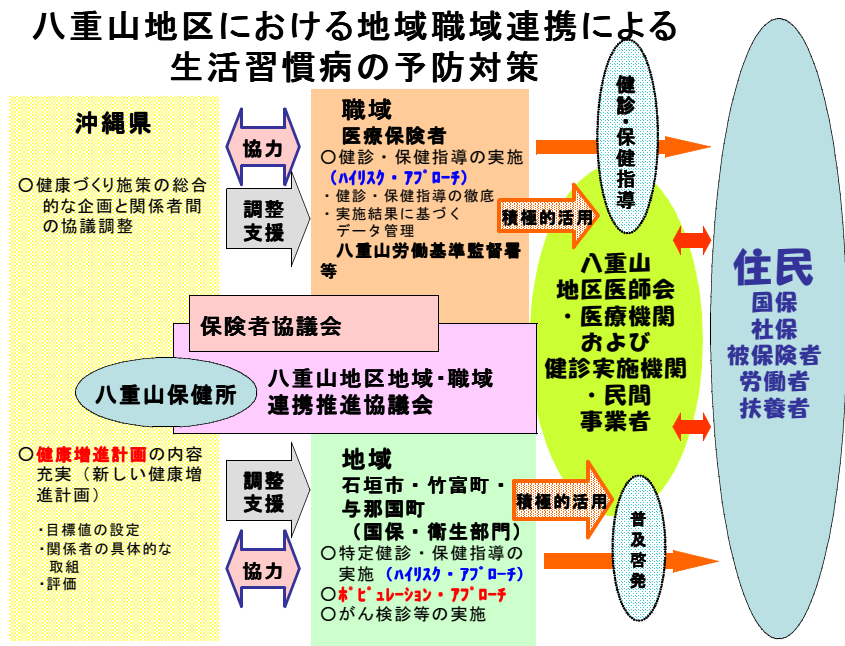 八重山地区における地域職域連携による
生活習慣病の予防対策
沖縄県
○健康づくり施策の総合
的な企画と関係者間
の協議調整
協力
調整
支援
職域
医療保険者
○健診・保健指導の実施
(ﾊｲﾘｽｸ・ｱﾌﾟﾛｰﾁ)
・健診・保健指導の徹底
・実施結果に基づく
データ管理
八重山労働基準監督署
等
積極的活用
健診・保健指導
八重山
地区医師会
・医療機関
および
健診実施機関
・民間
事業者
住民
国保
社保
被保険者
労働者
扶養者
保険者協議会
八重山保健所
八重山地区地域・職域
連携推進協議会
○健康増進計画の内容
充実（新しい健康増
進計画）
・目標値の設定
・関係者の具体的な
取組
・評価
調整
支援
協力
地域
石垣市・竹富町・
与那国町
（国保・衛生部門）
○特定健診・保健指導の
実施（ﾊｲﾘｽｸ・ｱﾌﾟﾛｰﾁ）
○ﾎﾟﾋﾟｭﾚｰｼｮﾝ・ｱﾌﾟﾛｰﾁ
○がん検診等の実施
積極的活用
普及啓発